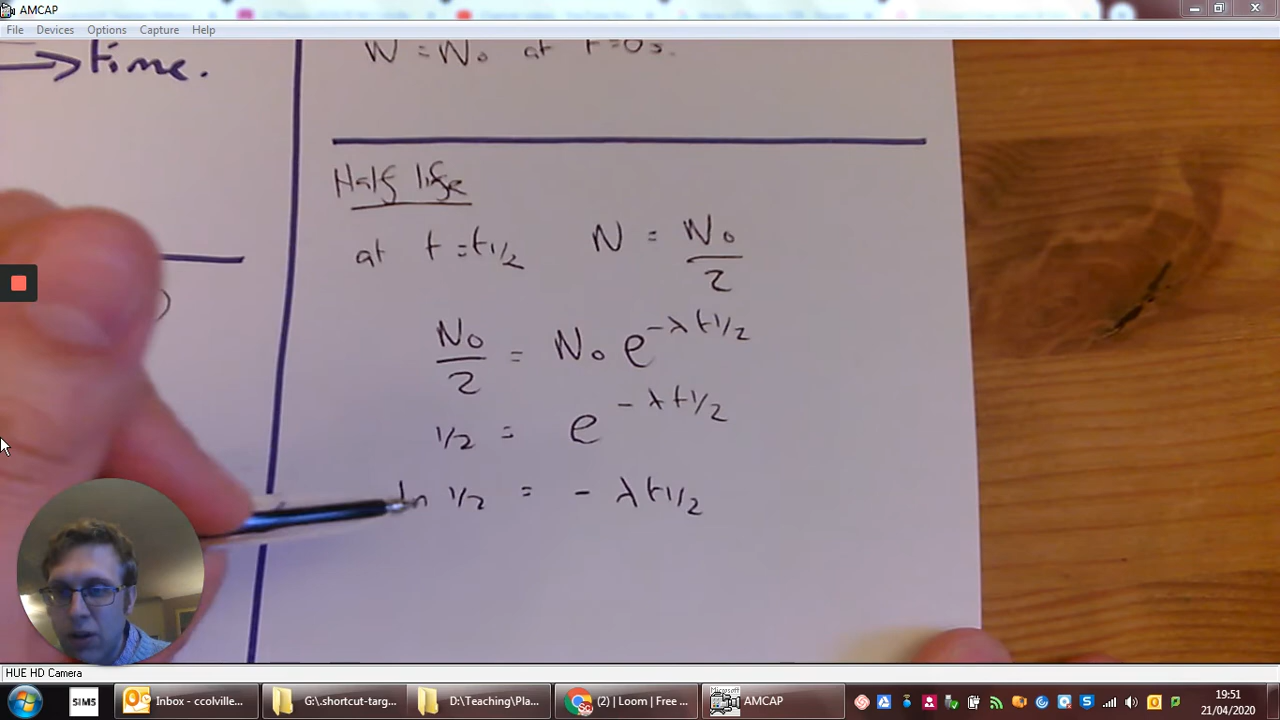 AMCAP
File Devices Options Capture Help
time.
N = N₀ at t=0s.
Half life
at t=t1/2 N = N₀/2
N₀/2 = N₀ e^-λt1/2
1/2 = e^-λt1/2
ln 1/2 = - λt1/2
HUE HD Camera
SIMS
Inbox - ccolville...
G:\.shortcut-targ...
D:\Teaching\Pla...
(2) | Loom | Free ...
Microsoft
AMCAP
19:51
21/04/2020